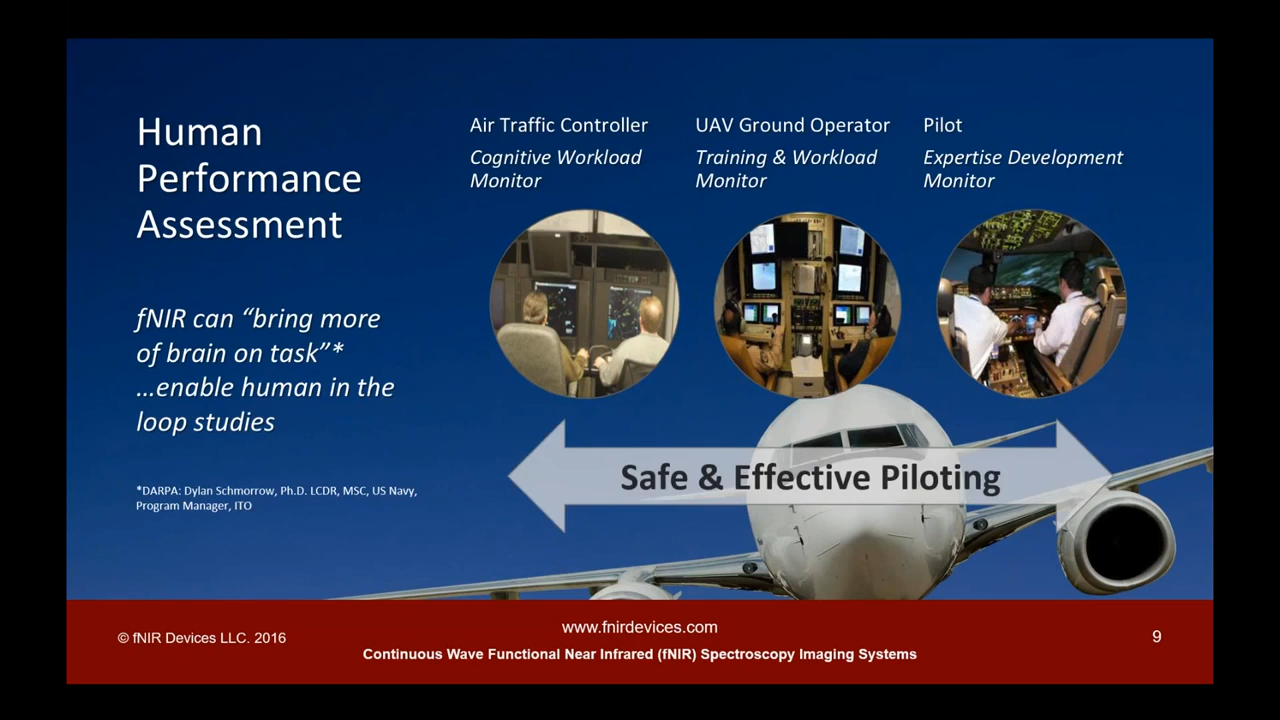 Human
Performance
Assessment
fNIR can “bring more
of brain on task”*
…enable human in the
loop studies
*DARPA: Dylan Schmorrow, Ph.D. LCDR, MSC, US Navy,
Program Manager, ITO
Air Traffic Controller
Cognitive Workload
Monitor
UAV Ground Operator
Training & Workload
Monitor
Pilot
Expertise Development
Monitor
Safe & Effective Piloting
© fNIR Devices LLC. 2016
www.fnirdevices.com
Continuous Wave Functional Near Infrared (fNIR) Spectroscopy Imaging Systems
9